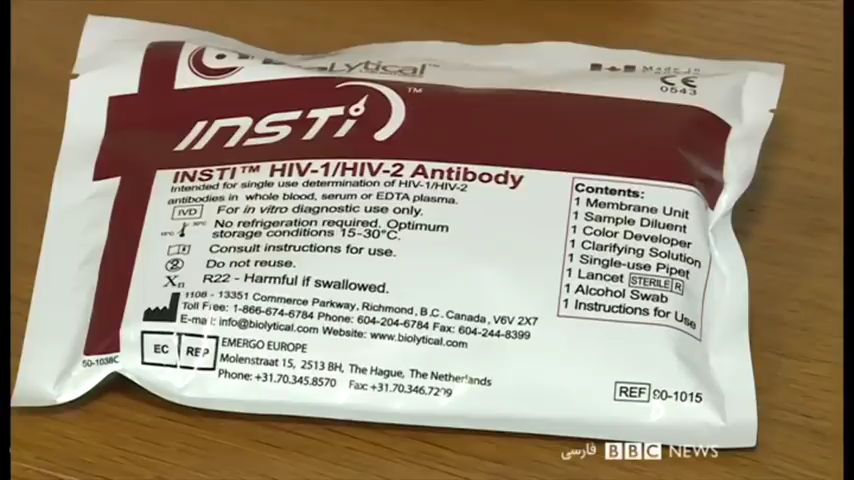 Lytical™
Made in
CE
0543
INSTI™
INSTI™ HIV-1/HIV-2 Antibody
Intended for single use determination of HIV-1/HIV-2
antibodies in whole blood, serum or EDTA plasma.
IVD For in vitro diagnostic use only.
No refrigeration required. Optimum
storage conditions 15-30°C.
Consult instructions for use.
2 Do not reuse.
Xn R22 - Harmful if swallowed.
1108 - 13351 Commerce Parkway, Richmond, B.C. Canada, V6V 2X7
Toll Free: 1-866-674-6784 Phone: 604-204-6784 Fax: 604-244-8399
E-mail: info@biolytical.com Website: www.biolytical.com
EC REP
EMERGO EUROPE
Molenstraat 15, 2513 BH, The Hague, The Netherlands
Phone: +31.70.345.8570 Fax: +31.70.346.7299
50-1038C
Contents:
1 Membrane Unit
1 Sample Diluent
1 Color Developer
1 Clarifying Solution
1 Single-use Pipet
1 Lancet STERILE R
1 Alcohol Swab
1 Instructions for Use
REF 90-1015
فارسی BBC NEWS